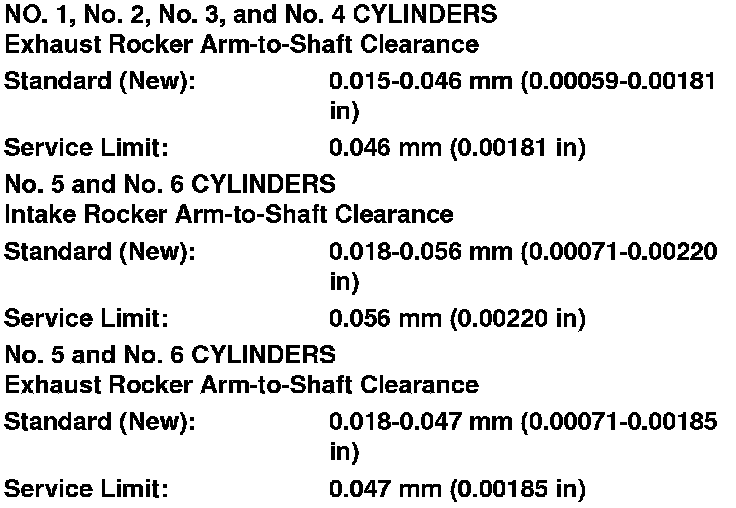 NO. 1, No. 2, No. 3, and No. 4 CYLINDERS
Exhaust Rocker Arm-to-Shaft Clearance
Standard (New): 0.015-0.046 mm (0.00059-0.00181
in)
Service Limit: 0.046 mm (0.00181 in)
No. 5 and No. 6 CYLINDERS
Intake Rocker Arm-to-Shaft Clearance
Standard (New): 0.018-0.056 mm (0.00071-0.00220
in)
Service Limit: 0.056 mm (0.00220 in)
No. 5 and No. 6 CYLINDERS
Exhaust Rocker Arm-to-Shaft Clearance
Standard (New): 0.018-0.047 mm (0.00071-0.00185
in)
Service Limit: 0.047 mm (0.00185 in)